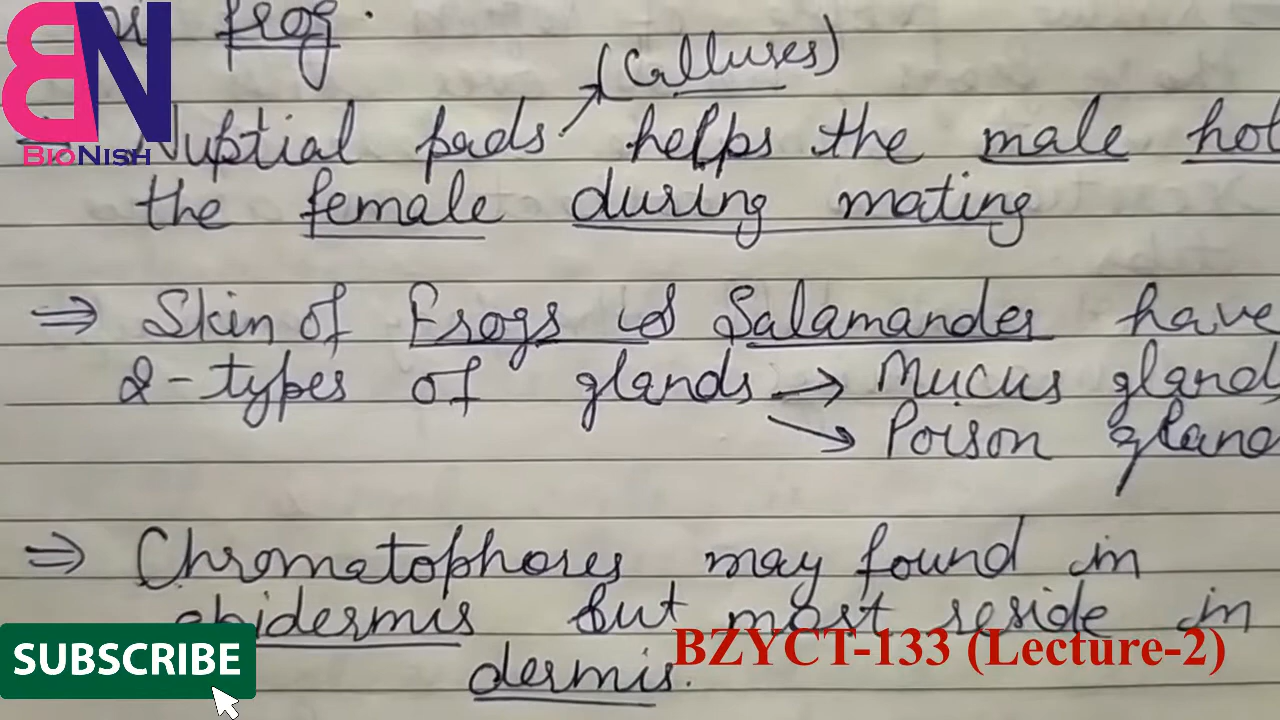 frog.
(Calluses)
BN
BIONISH
Nuptial pads helps the male hol
the female during mating
⇒ Skin of Frogs & Salamander have
2-types of glands → Mucus gland
→ Poison gland
⇒ Chromatophores may found in
epidermis but most reside in
dermis.
SUBSCRIBE
BZYCT-133 (Lecture-2)